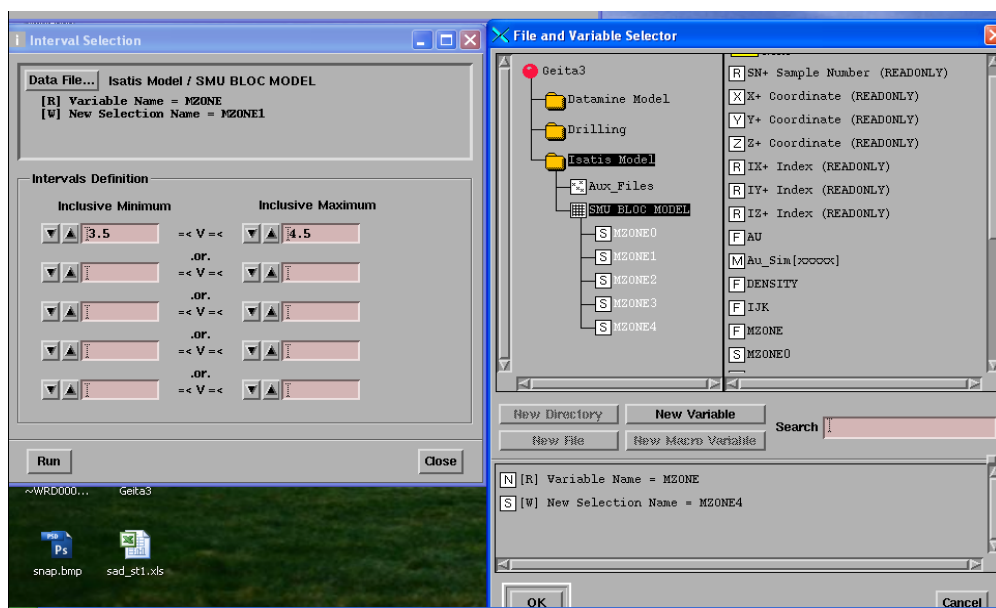 Interval Selection
Data File... Isatis Model / SMU BLOC MODEL
[R] Variable Name = MZONE
[W] New Selection Name = MZONE1
Intervals Definition
Inclusive Minimum Inclusive Maximum
3.5 =< V =< 4.5
.or.
=< V =<
.or.
=< V =<
.or.
=< V =<
.or.
=< V =<
Run Close
~WRD000... Geita3
snap.bmp sad_st1.xls
Ps
File and Variable Selector
Geita3
Datamine Model
Drilling
Isatis Model
Aux_Files
SMU BLOC MODEL
S MZONE0
S MZONE1
S MZONE2
S MZONE3
S MZONE4
R SN+ Sample Number (READONLY)
X X+ Coordinate (READONLY)
Y Y+ Coordinate (READONLY)
Z Z+ Coordinate (READONLY)
R IX+ Index (READONLY)
R IY+ Index (READONLY)
R IZ+ Index (READONLY)
F AU
M Au_Sim[xxxxx]
F DENSITY
F IJK
F MZONE
S MZONE0
New Directory New Variable
New File New Macro Variable
Search
N [R] Variable Name = MZONE
S [W] New Selection Name = MZONE4
OK Cancel